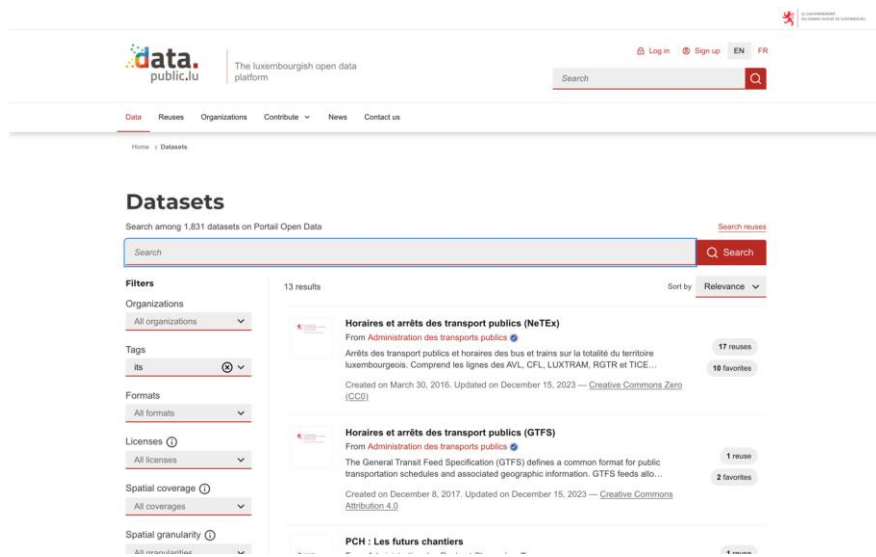 LE GOUVERNEMENT
DU GRAND-DUCHÉ DE LUXEMBOURG
data.
public.lu
The luxembourgish open data
platform
Log in
Sign up
EN
FR
Search
Data
Reuses
Organizations
Contribute
News
Contact us
Home > Datasets
Datasets
Search among 1,831 datasets on Portail Open Data
Search reuses
Search
Search
Filters
13 results
Sort by
Relevance
Organizations
All organizations
Tags
its
Formats
All formats
Licenses
All licenses
Spatial coverage
All coverages
Spatial granularity
All granularities
Horaires et arrêts des transport publics (NeTEx)
From Administration des transports publics
Arrêts des transport publics et horaires des bus et trains sur la totalité du territoire
luxembourgeois. Comprend les lignes des AVL, CFL, LUXTRAM, RGTR et TICE…
Created on March 30, 2016. Updated on December 15, 2023 — Creative Commons Zero
(CC0)
17 reuses
10 favorites
Horaires et arrêts des transport publics (GTFS)
From Administration des transports publics
The General Transit Feed Specification (GTFS) defines a common format for public
transportation schedules and associated geographic information. GTFS feeds allo…
Created on December 8, 2017. Updated on December 15, 2023 — Creative Commons
Attribution 4.0
1 reuse
2 favorites
PCH : Les futurs chantiers
1 reuse